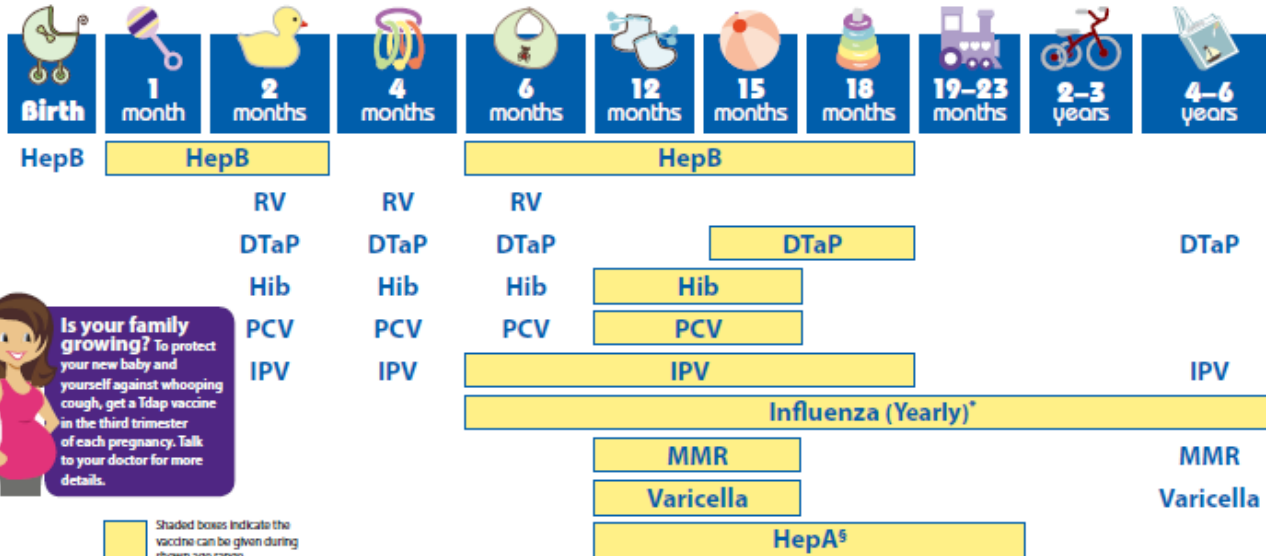 Birth
1 month
2 months
4 months
6 months
12 months
15 months
18 months
19–23 months
2–3 years
4–6 years
HepB HepB HepB
RV RV RV
DTaP DTaP DTaP DTaP DTaP
Hib Hib Hib Hib
PCV PCV PCV PCV
IPV IPV IPV IPV
Influenza (Yearly)*
MMR MMR
Varicella Varicella
HepA§
Is your family
growing? To protect
your new baby and
yourself against whooping
cough, get a Tdap vaccine
in the third trimester
of each pregnancy. Talk
to your doctor for more
details.
Shaded boxes indicate the
vaccine can be given during
shown age range.